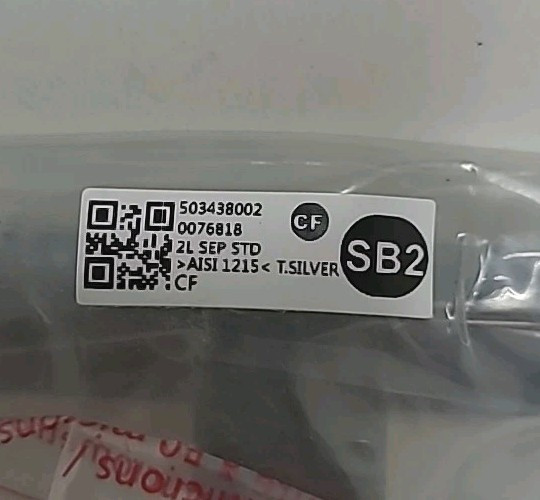 503438002
0076818
2L SEP STD
>AISI 1215< T.SILVER
CF
CF
SB2